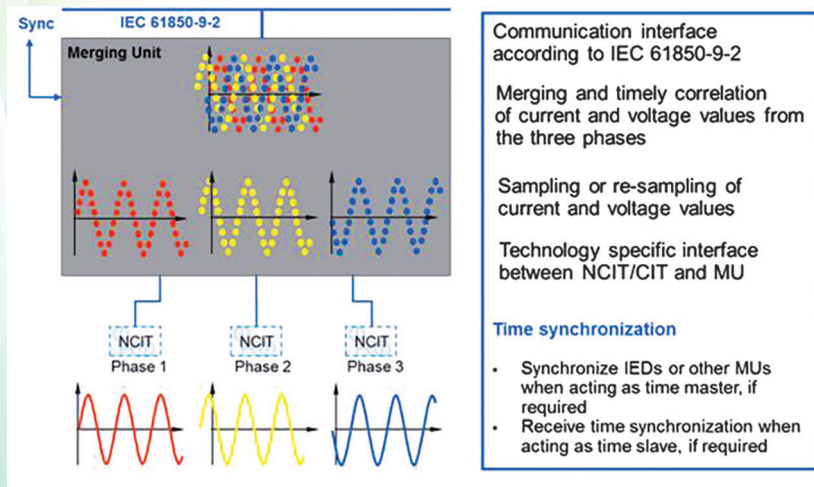 Sync
IEC 61850-9-2
Merging Unit
NCIT
Phase 1
NCIT
Phase 2
NCIT
Phase 3
Communication interface
according to IEC 61850-9-2
Merging and timely correlation
of current and voltage values from
the three phases
Sampling or re-sampling of
current and voltage values
Technology specific interface
between NCIT/CIT and MU
Time synchronization
• Synchronize IEDs or other MUs
when acting as time master, if
required
• Receive time synchronization when
acting as time slave, if required